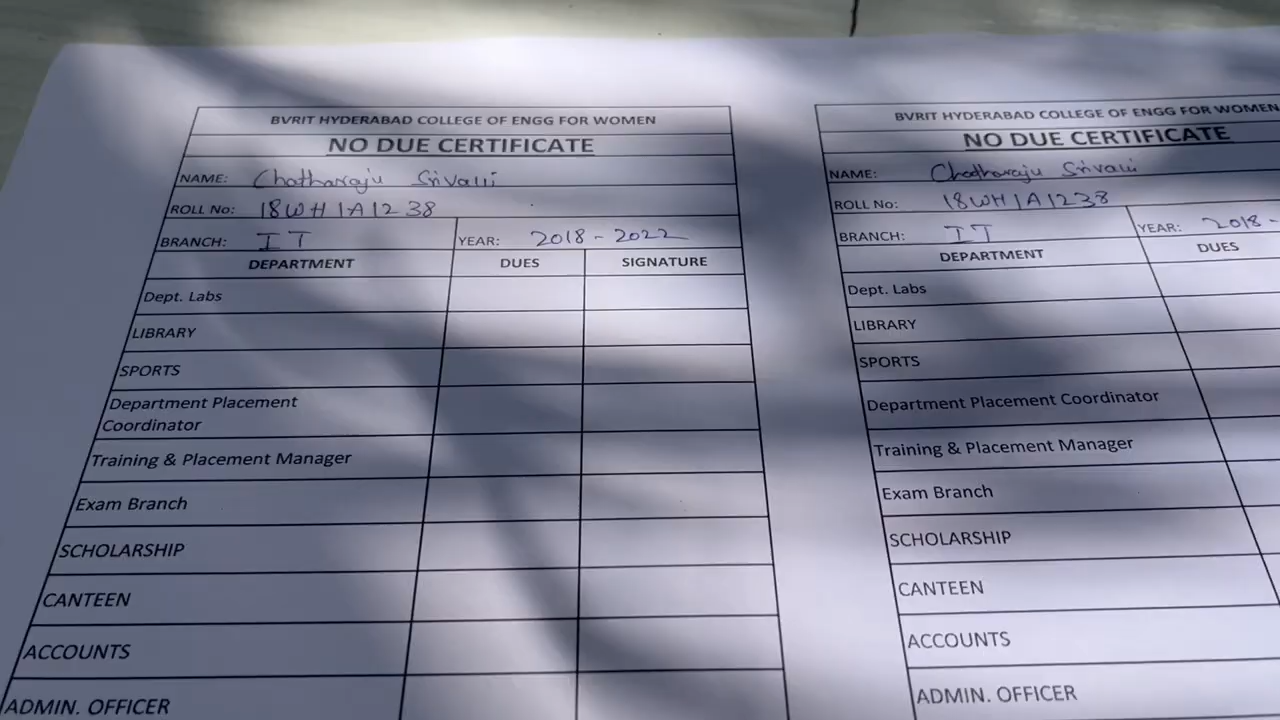 BVRIT HYDERABAD COLLEGE OF ENGG FOR WOMEN
NO DUE CERTIFICATE
NAME: Chatharaju Srivalli
ROLL No: 18WH1A1238
BRANCH: IT YEAR: 2018-2022
DEPARTMENT DUES SIGNATURE
Dept. Labs
LIBRARY
SPORTS
Department Placement
Coordinator
Training & Placement Manager
Exam Branch
SCHOLARSHIP
CANTEEN
ACCOUNTS
ADMIN. OFFICER
BVRIT HYDERABAD COLLEGE OF ENGG FOR WOMEN
NO DUE CERTIFICATE
NAME: Chatharaju Srivalli
ROLL No: 18WH1A1238
BRANCH: IT YEAR: 2018-
DEPARTMENT DUES
Dept. Labs
LIBRARY
SPORTS
Department Placement Coordinator
Training & Placement Manager
Exam Branch
SCHOLARSHIP
CANTEEN
ACCOUNTS
ADMIN. OFFICER